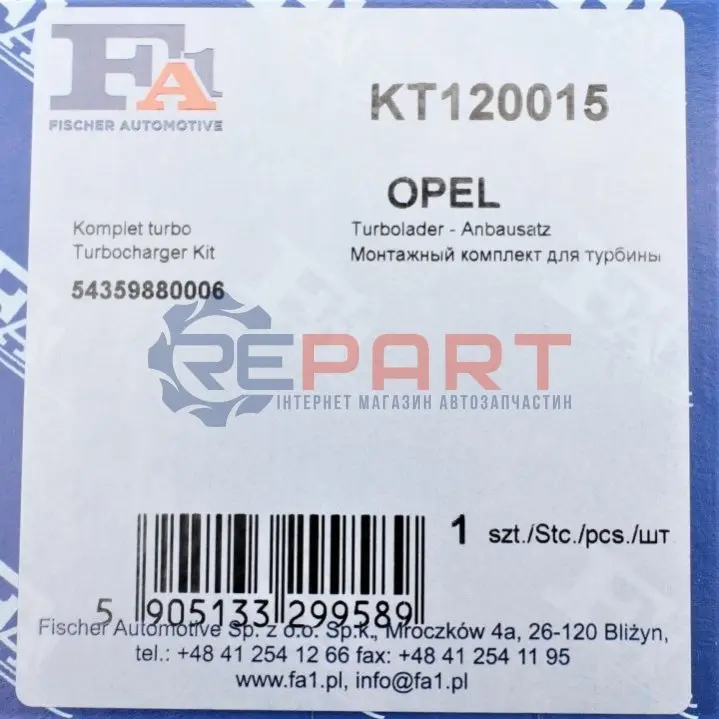 FA1
FISCHER AUTOMOTIVE
KT120015
OPEL
Komplet turbo
Turbocharger Kit
54359880006
Turbolader - Anbausatz
Монтажный комплект для турбины
REPART
ІНТЕРНЕТ МАГАЗИН АВТОЗАПЧАСТИН
1 szt./Stc./pcs./шт
5 905133 299589
Fischer Automotive Sp. z o.o. Sp.k., Mroczków 4a, 26-120 Bliżyn,
tel.: +48 41 254 12 66 fax: +48 41 254 11 95
www.fa1.pl, info@fa1.pl